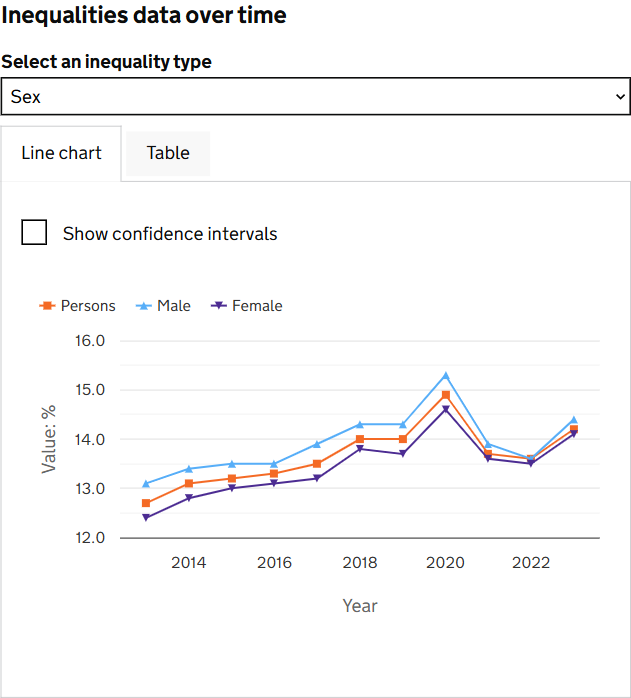 Inequalities data over time
Select an inequality type
Sex
Line chart
Table
Show confidence intervals
Persons
Male
Female
16.0
15.0
14.0
13.0
12.0
Value: %
2014
2016
2018
2020
2022
Year